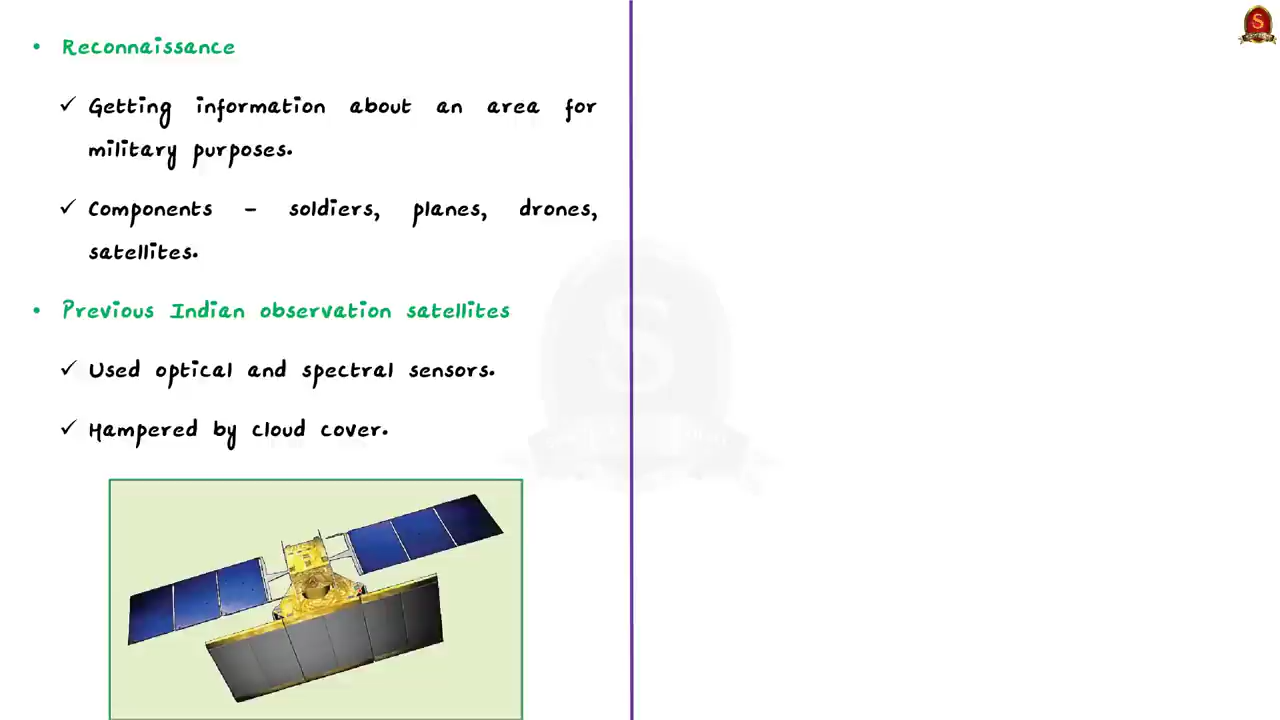 • Reconnaissance
✓ Getting information about an area for
military purposes.
✓ Components - soldiers, planes, drones,
satellites.
• Previous Indian observation satellites
✓ Used optical and spectral sensors.
✓ Hampered by cloud cover.
S
S